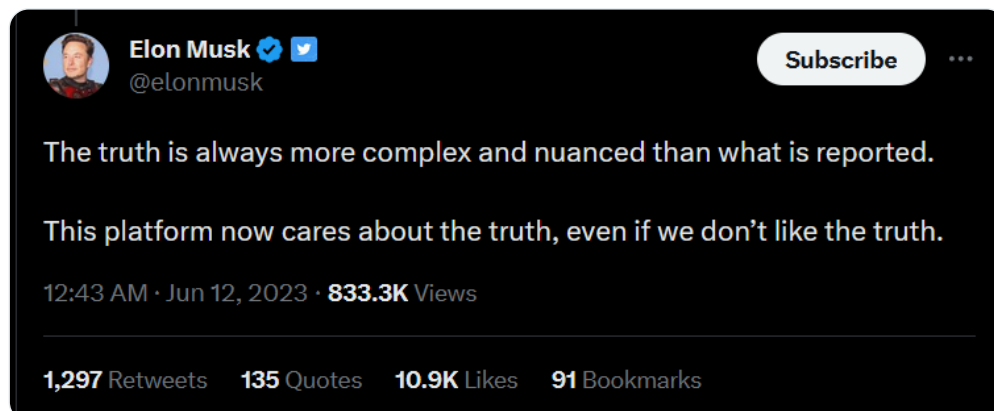 Elon Musk
@elonmusk
Subscribe
The truth is always more complex and nuanced than what is reported.
This platform now cares about the truth, even if we don’t like the truth.
12:43 AM · Jun 12, 2023 · 833.3K Views
1,297 Retweets 135 Quotes 10.9K Likes 91 Bookmarks